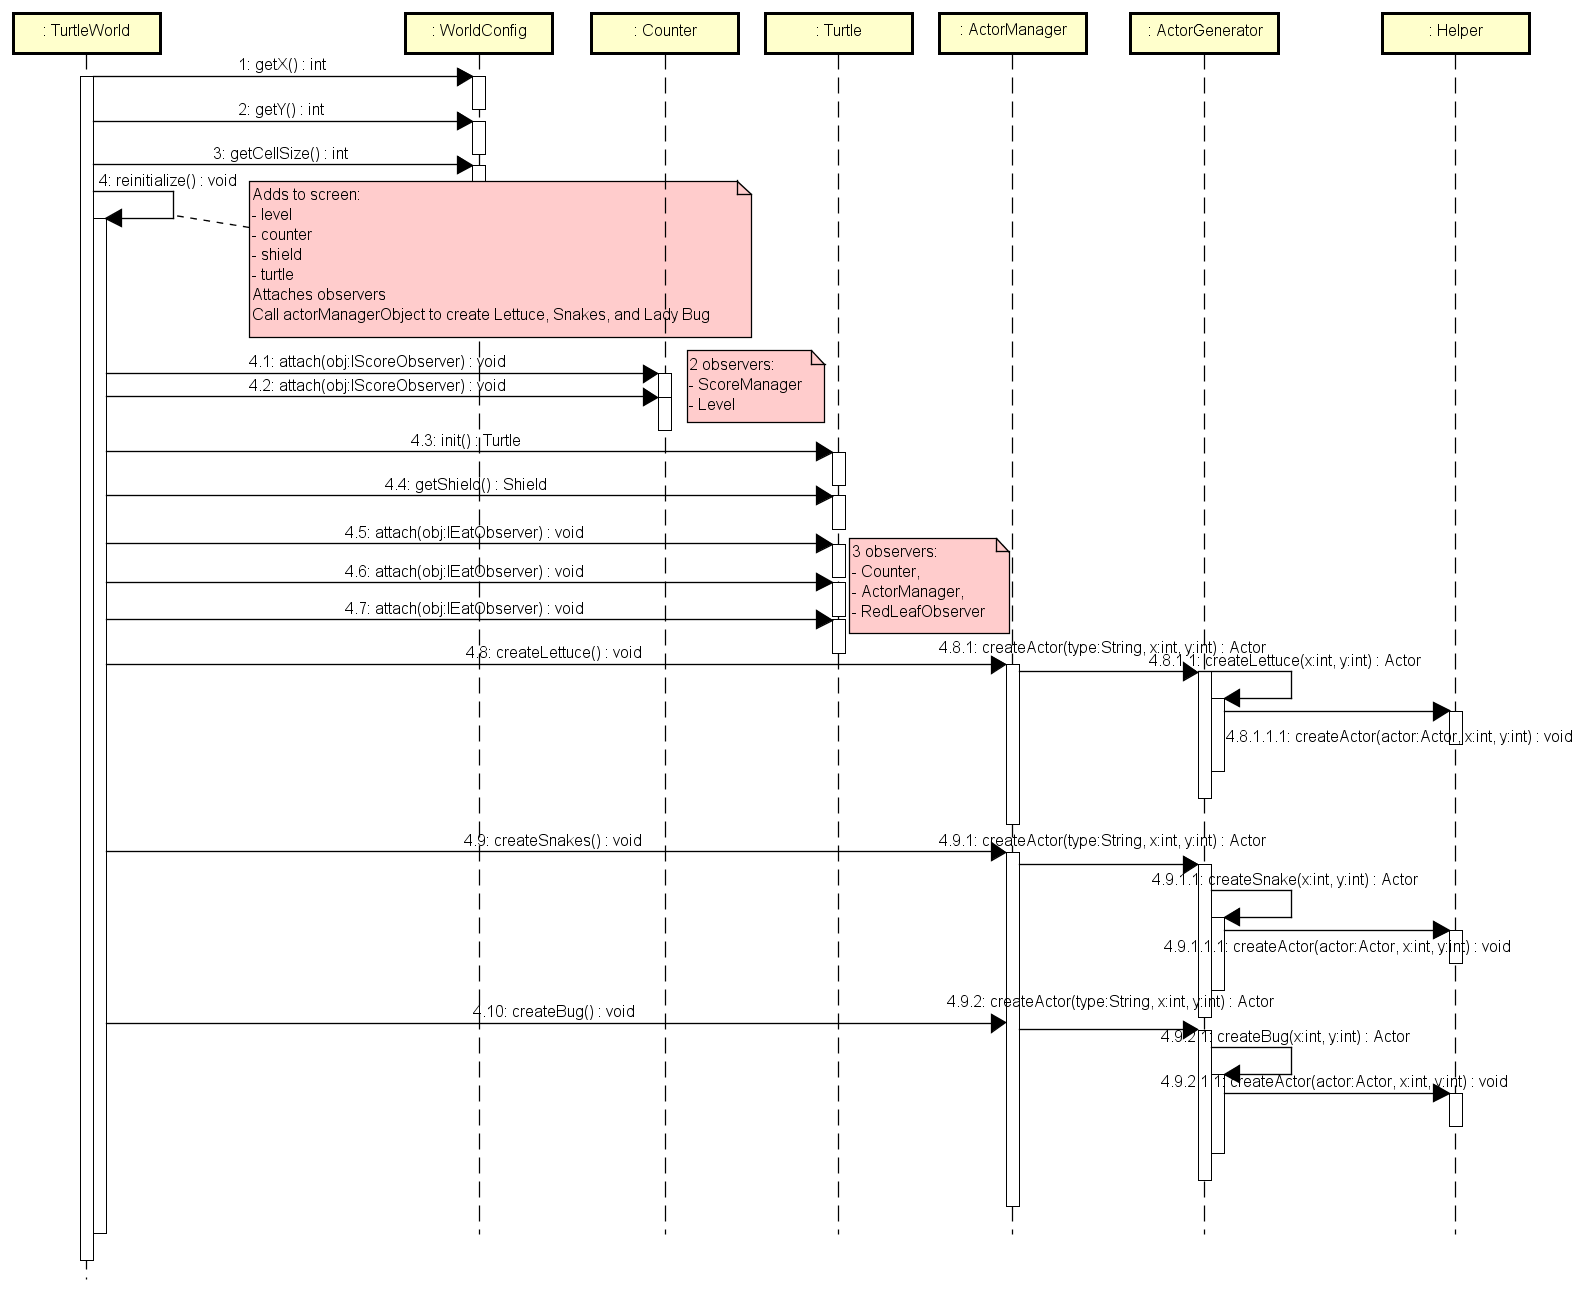 : TurtleWorld
: WorldConfig
: Counter
: Turtle
: ActorManager
: ActorGenerator
: Helper
1: getX() : int
2: getY() : int
3: getCellSize() : int
4: reinitialize() : void
Adds to screen:
- level
- counter
- shield
- turtle
Attaches observers
Call actorManagerObject to create Lettuce, Snakes, and Lady Bug
4.1: attach(obj:IScoreObserver) : void
4.2: attach(obj:IScoreObserver) : void
2 observers:
- ScoreManager
- Level
4.3: init() : Turtle
4.4: getShield() : Shield
4.5: attach(obj:IEatObserver) : void
4.6: attach(obj:IEatObserver) : void
4.7: attach(obj:IEatObserver) : void
3 observers:
- Counter,
- ActorManager,
- RedLeafObserver
4.8: createLettuce() : void
4.8.1: createActor(type:String, x:int, y:int) : Actor
4.8.1.1: createLettuce(x:int, y:int) : Actor
4.8.1.1.1: createActor(actor:Actor, x:int, y:int) : void
4.9: createSnakes() : void
4.9.1: createActor(type:String, x:int, y:int) : Actor
4.9.1.1: createSnake(x:int, y:int) : Actor
4.9.1.1.1: createActor(actor:Actor, x:int, y:int) : void
4.10: createBug() : void
4.9.2: createActor(type:String, x:int, y:int) : Actor
4.9.2.1: createBug(x:int, y:int) : Actor
4.9.2.1.1: createActor(actor:Actor, x:int, y:int) : void